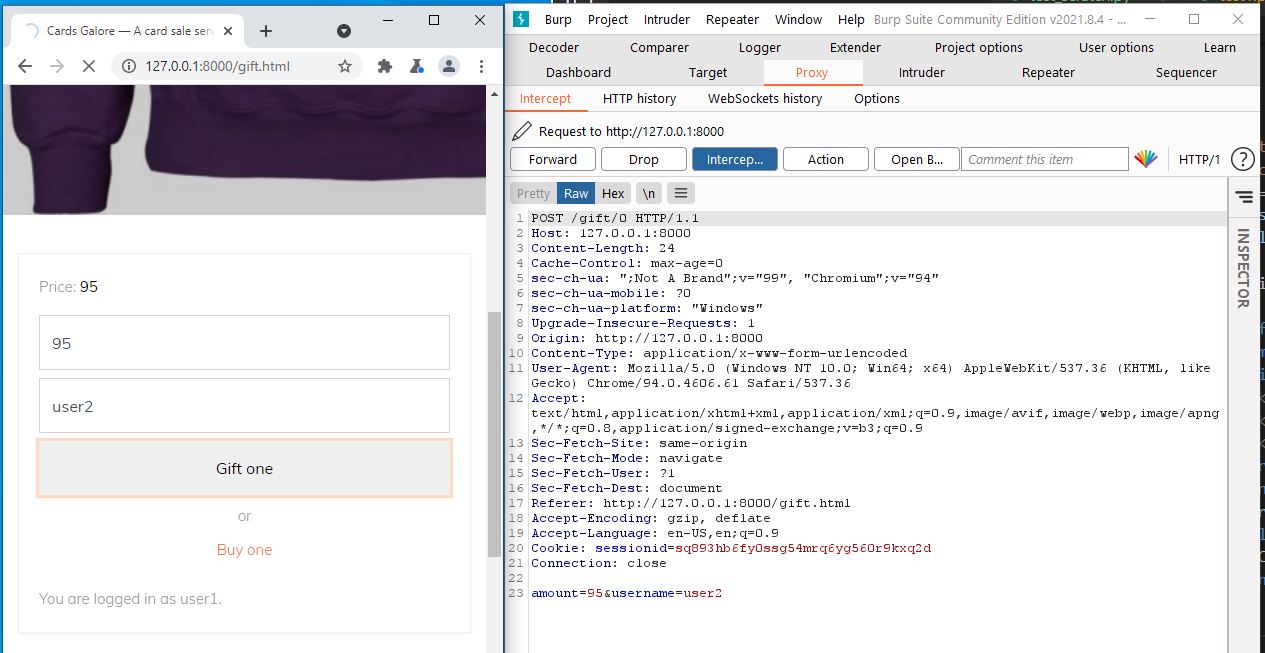 Cards Galore — A card sale serv
127.0.0.1:8000/gift.html
Price: 95
95
user2
Gift one
or
Buy one
You are logged in as user1.
Burp Project Intruder Repeater Window Help Burp Suite Community Edition v2021.8.4 - ...
Decoder Comparer Logger Extender Project options User options Learn
Dashboard Target Proxy Intruder Repeater Sequencer
Intercept HTTP history WebSockets history Options
Request to http://127.0.0.1:8000
Forward Drop Intercep... Action Open B... Comment this item HTTP/1 ?
Pretty Raw Hex \n
INSPECTOR
1 POST /gift/0 HTTP/1.1
2 Host: 127.0.0.1:8000
3 Content-Length: 24
4 Cache-Control: max-age=0
5 sec-ch-ua: ";Not A Brand";v="99", "Chromium";v="94"
6 sec-ch-ua-mobile: ?0
7 sec-ch-ua-platform: "Windows"
8 Upgrade-Insecure-Requests: 1
9 Origin: http://127.0.0.1:8000
10 Content-Type: application/x-www-form-urlencoded
11 User-Agent: Mozilla/5.0 (Windows NT 10.0; Win64; x64) AppleWebKit/537.36 (KHTML, like
Gecko) Chrome/94.0.4606.61 Safari/537.36
12 Accept:
text/html,application/xhtml+xml,application/xml;q=0.9,image/avif,image/webp,image/apng
,*/*;q=0.8,application/signed-exchange;v=b3;q=0.9
13 Sec-Fetch-Site: same-origin
14 Sec-Fetch-Mode: navigate
15 Sec-Fetch-User: ?1
16 Sec-Fetch-Dest: document
17 Referer: http://127.0.0.1:8000/gift.html
18 Accept-Encoding: gzip, deflate
19 Accept-Language: en-US,en;q=0.9
20 Cookie: sessionid=sq893hb6fy0ssg54mrq6yg560r9kxq2d
21 Connection: close
22
23 amount=95&username=user2